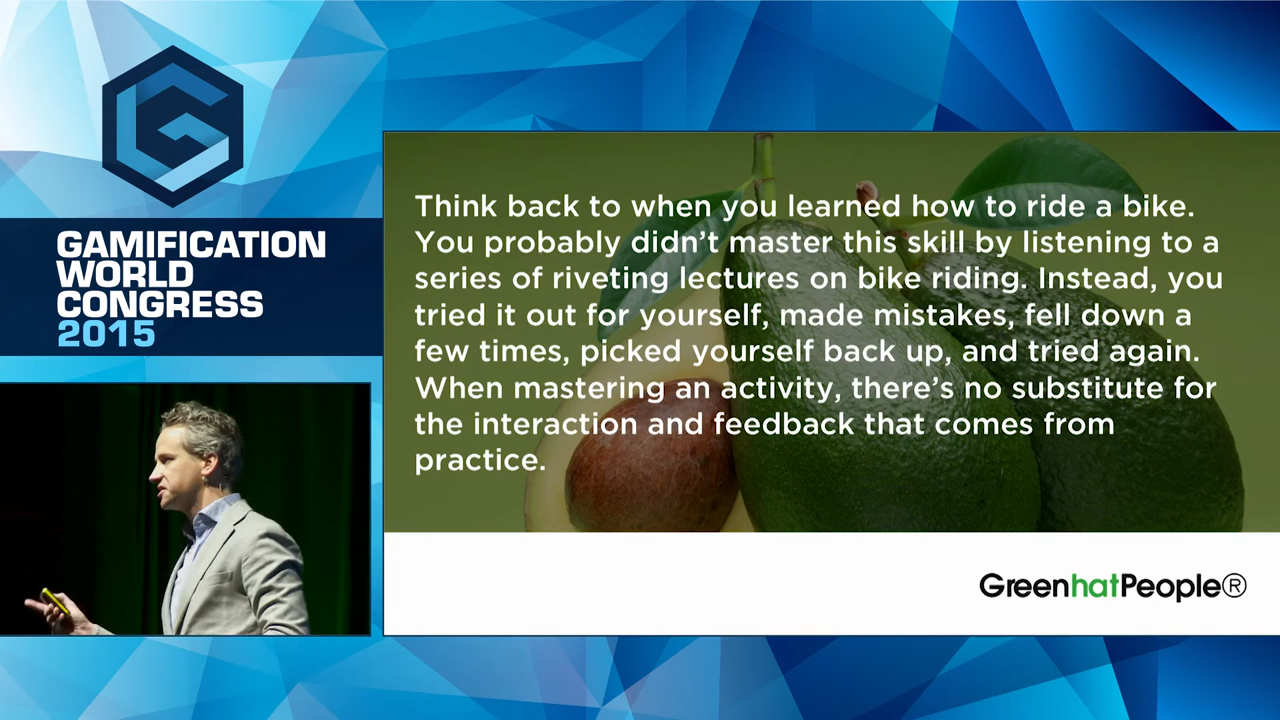 GAMIFICATION
WORLD
CONGRESS
2015
Think back to when you learned how to ride a bike.
You probably didn't master this skill by listening to a
series of riveting lectures on bike riding. Instead, you
tried it out for yourself, made mistakes, fell down a
few times, picked yourself back up, and tried again.
When mastering an activity, there's no substitute for
the interaction and feedback that comes from
practice.
GreenhatPeople®